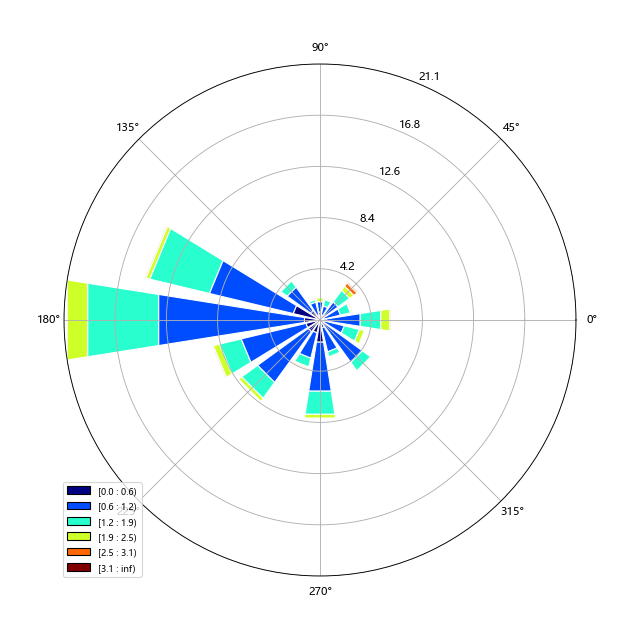 90°
21.1
135°
16.8
45°
12.6
8.4
4.2
180°
0°
[0.0 : 0.6)
[0.6 : 1.2)
[1.2 : 1.9)
225°
315°
[1.9 : 2.5)
[2.5 : 3.1)
[3.1 : inf)
270°